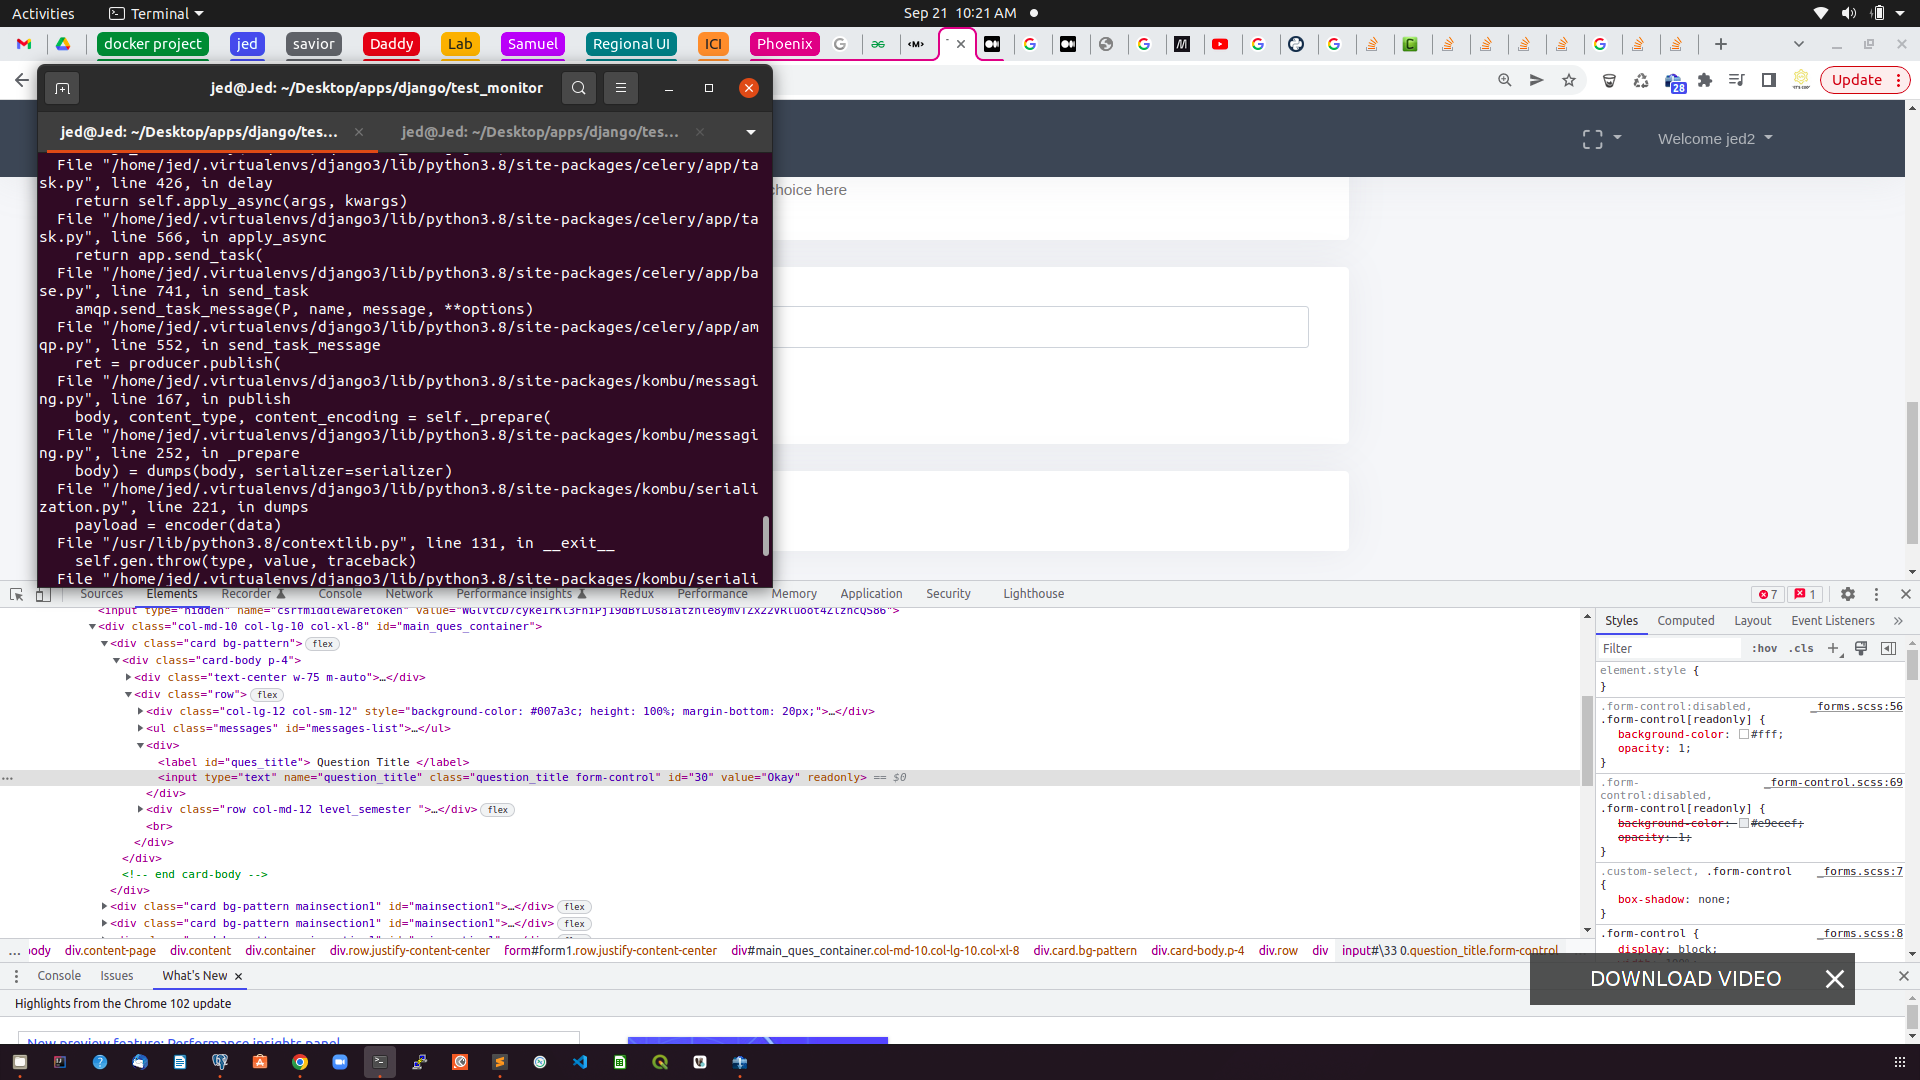 Activities
Terminal
Sep 21 10:21 AM
docker project
jed
savior
Daddy
Lab
Samuel
Regional UI
ICI
Phoenix
28
Update
jed@Jed: ~/Desktop/apps/django/test_monitor
jed@Jed: ~/Desktop/apps/django/tes...
jed@Jed: ~/Desktop/apps/django/tes...
Welcome jed2
choice here
File "/home/jed/.virtualenvs/django3/lib/python3.8/site-packages/celery/app/ta
sk.py", line 426, in delay
return self.apply_async(args, kwargs)
File "/home/jed/.virtualenvs/django3/lib/python3.8/site-packages/celery/app/ta
sk.py", line 566, in apply_async
return app.send_task(
File "/home/jed/.virtualenvs/django3/lib/python3.8/site-packages/celery/app/ba
se.py", line 741, in send_task
amqp.send_task_message(P, name, message, **options)
File "/home/jed/.virtualenvs/django3/lib/python3.8/site-packages/celery/app/am
qp.py", line 552, in send_task_message
ret = producer.publish(
File "/home/jed/.virtualenvs/django3/lib/python3.8/site-packages/kombu/messagi
ng.py", line 167, in publish
body, content_type, content_encoding = self._prepare(
File "/home/jed/.virtualenvs/django3/lib/python3.8/site-packages/kombu/messagi
ng.py", line 252, in _prepare
body) = dumps(body, serializer=serializer)
File "/home/jed/.virtualenvs/django3/lib/python3.8/site-packages/kombu/seriali
zation.py", line 221, in dumps
payload = encoder(data)
File "/usr/lib/python3.8/contextlib.py", line 131, in __exit__
self.gen.throw(type, value, traceback)
File "/home/jed/.virtualenvs/django3/lib/python3.8/site-packages/kombu/seriali
Sources Elements Recorder Console Network Performance insights Redux Performance Memory Application Security Lighthouse
7 1
<div class="col-md-10 col-lg-10 col-xl-8" id="main_ques_container">
<div class="card bg-pattern"> flex
<div class="card-body p-4">
<div class="text-center w-75 m-auto">…</div>
<div class="row"> flex
<div class="col-lg-12 col-sm-12" style="background-color: #007a3c; height: 100%; margin-bottom: 20px;">…</div>
<ul class="messages" id="messages-list">…</ul>
<div>
<label id="ques_title"> Question Title </label>
<input type="text" name="question_title" class="question_title form-control" id="30" value="Okay" readonly> == $0
</div>
<div class="row col-md-12 level_semester ">…</div> flex
<br>
</div>
</div>
<!-- end card-body -->
</div>
<div class="card bg-pattern mainsection1" id="mainsection1">…</div> flex
<div class="card bg-pattern mainsection1" id="mainsection1">…</div> flex
Styles Computed Layout Event Listeners »
Filter :hov .cls +
element.style {
}
.form-control:disabled, _forms.scss:56
.form-control[readonly] {
background-color: #fff;
opacity: 1;
}
.form- _form-control.scss:69
control:disabled,
.form-control[readonly] {
background-color: #e9ecef;
opacity: 1;
}
.custom-select, .form-control _forms.scss:7
{
box-shadow: none;
}
.form-control { _forms.scss:8
display: block;
… body div.content-page div.content div.container div.row.justify-content-center form#form1.row.justify-content-center div#main_ques_container.col-md-10.col-lg-10.col-xl-8 div.card.bg-pattern div.card-body.p-4 div.row div input#\33 0.question_title.form-control
Console Issues What's New
DOWNLOAD VIDEO
Highlights from the Chrome 102 update
New preview feature: Performance insights panel